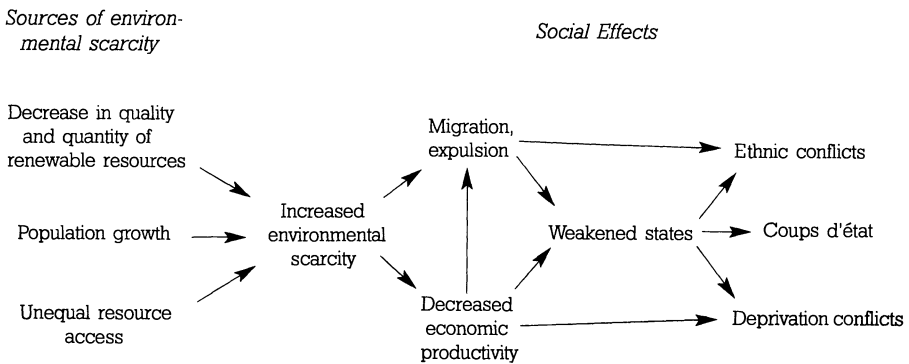 Sources of environ-
mental scarcity
Social Effects
Decrease in quality
and quantity of
renewable resources
Population growth
Unequal resource
access
Increased
environmental
scarcity
Migration,
expulsion
Decreased
economic
productivity
Weakened states
Ethnic conflicts
Coups d'état
Deprivation conflicts